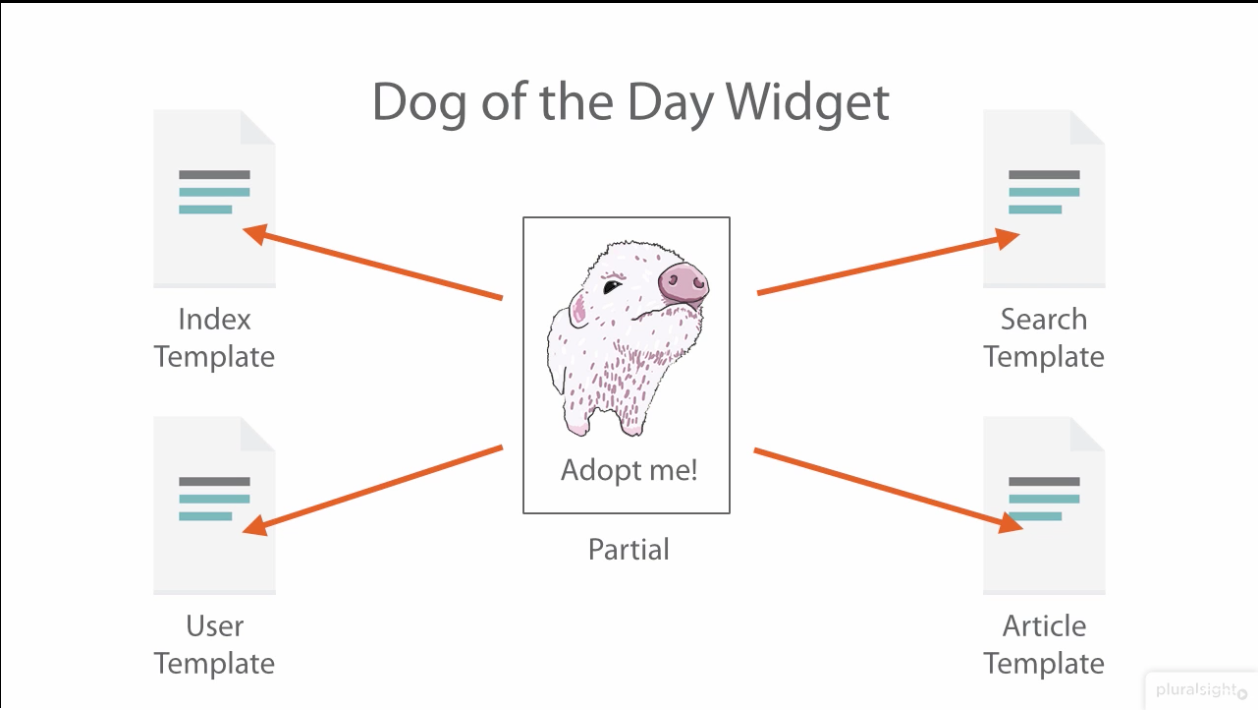 Dog of the Day Widget
Index
Template
Search
Template
Adopt me!
Partial
User
Template
Article
Template
pluralsight